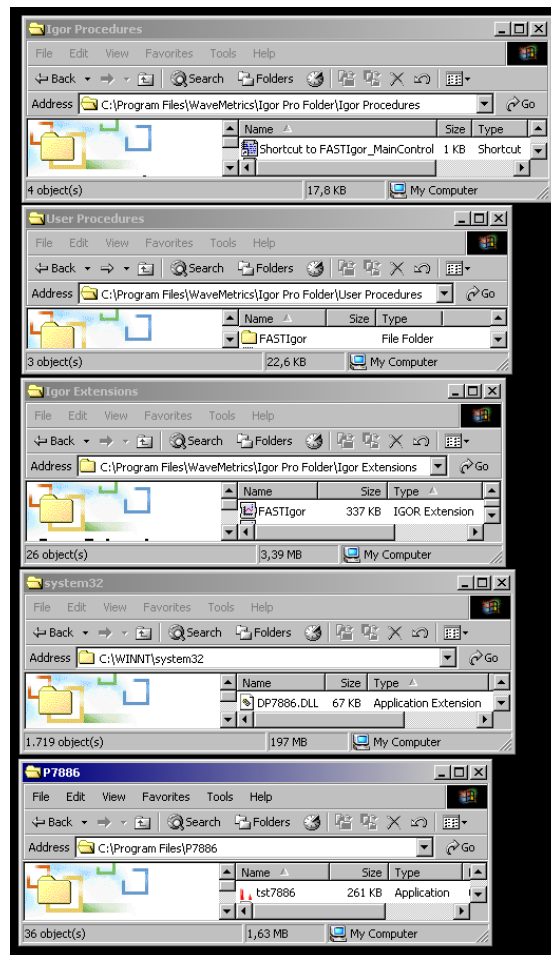 Igor Procedures
File Edit View Favorites Tools Help
Back Search Folders
Address C:\Program Files\WaveMetrics\Igor Pro Folder\Igor Procedures Go
Name Size Type
Shortcut to FASTIgor_MainControl 1 KB Shortcut
4 object(s) 17,8 KB My Computer
User Procedures
File Edit View Favorites Tools Help
Back Search Folders
Address C:\Program Files\WaveMetrics\Igor Pro Folder\User Procedures Go
Name Size Type
FASTIgor File Folder
3 object(s) 22,6 KB My Computer
Igor Extensions
File Edit View Favorites Tools Help
Back Search Folders
Address C:\Program Files\WaveMetrics\Igor Pro Folder\Igor Extensions Go
Name Size Type
FASTIgor 337 KB IGOR Extension
26 object(s) 3,39 MB My Computer
system32
File Edit View Favorites Tools Help
Back Search Folders
Address C:\WINNT\system32 Go
Name Size Type
DP7886.DLL 67 KB Application Extension
1.719 object(s) 197 MB My Computer
P7886
File Edit View Favorites Tools Help
Back Search Folders
Address C:\Program Files\P7886 Go
Name Size Type
tst7886 261 KB Application
36 object(s) 1,63 MB My Computer